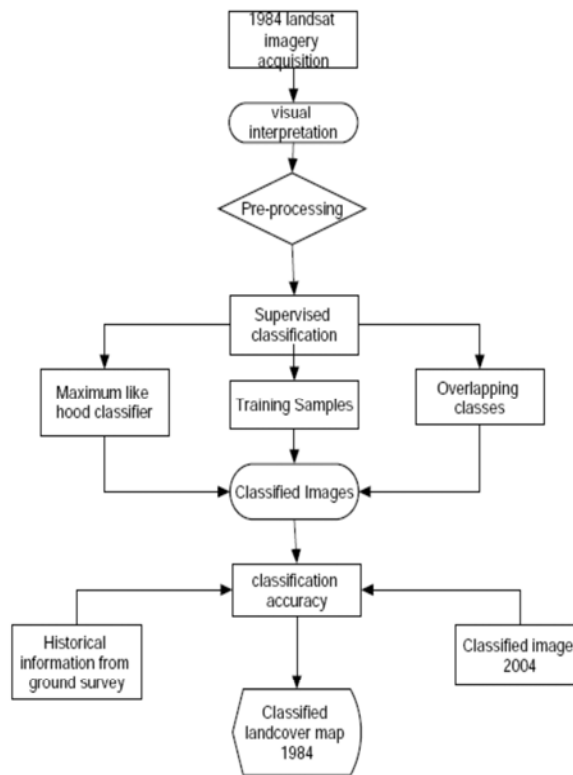 1984 landsat
imagery
acquisition
visual
interpretation
Pre-processing
Supervised
classification
Maximum like
hood classifier
Training Samples
Overlapping
classes
Classified Images
classification
accuracy
Historical
information from
ground survey
Classified image
2004
Classified
landcover map
1984